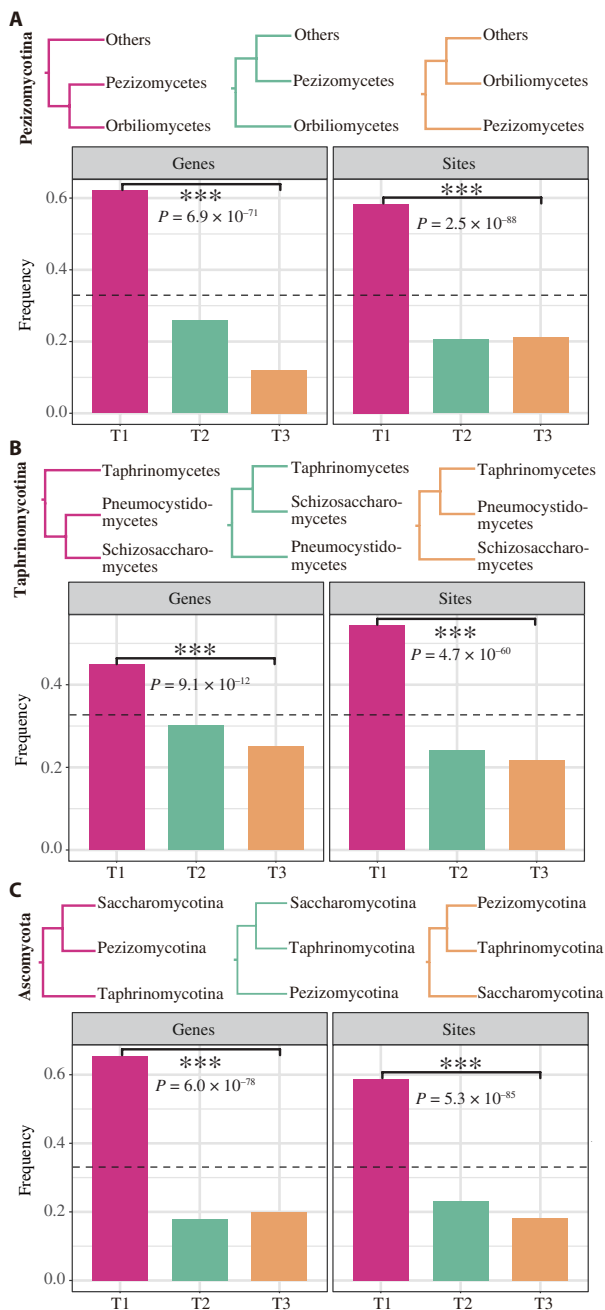 A
Pezizomycotina
Others
Pezizomycetes
Orbiliomycetes
Others
Pezizomycetes
Orbiliomycetes
Others
Orbiliomycetes
Pezizomycetes
Genes
Sites
Frequency
0.6
0.4
0.2
0.0
***
P = 6.9 × 10⁻⁷¹
***
P = 2.5 × 10⁻⁸⁸
T1
T2
T3
T1
T2
T3
B
Taphrinomycotina
Taphrinomycetes
Pneumocystido-
mycetes
Schizosaccharo-
mycetes
Taphrinomycetes
Schizosaccharo-
mycetes
Pneumocystido-
mycetes
Taphrinomycetes
Pneumocystido-
mycetes
Schizosaccharo-
mycetes
Genes
Sites
Frequency
0.4
0.2
0.0
***
P = 9.1 × 10⁻¹²
***
P = 4.7 × 10⁻⁶⁰
T1
T2
T3
T1
T2
T3
C
Ascomycota
Saccharomycotina
Pezizomycotina
Taphrinomycotina
Saccharomycotina
Taphrinomycotina
Pezizomycotina
Pezizomycotina
Taphrinomycotina
Saccharomycotina
Genes
Sites
Frequency
0.6
0.4
0.2
0.0
***
P = 6.0 × 10⁻⁷⁸
***
P = 5.3 × 10⁻⁸⁵
T1
T2
T3
T1
T2
T3